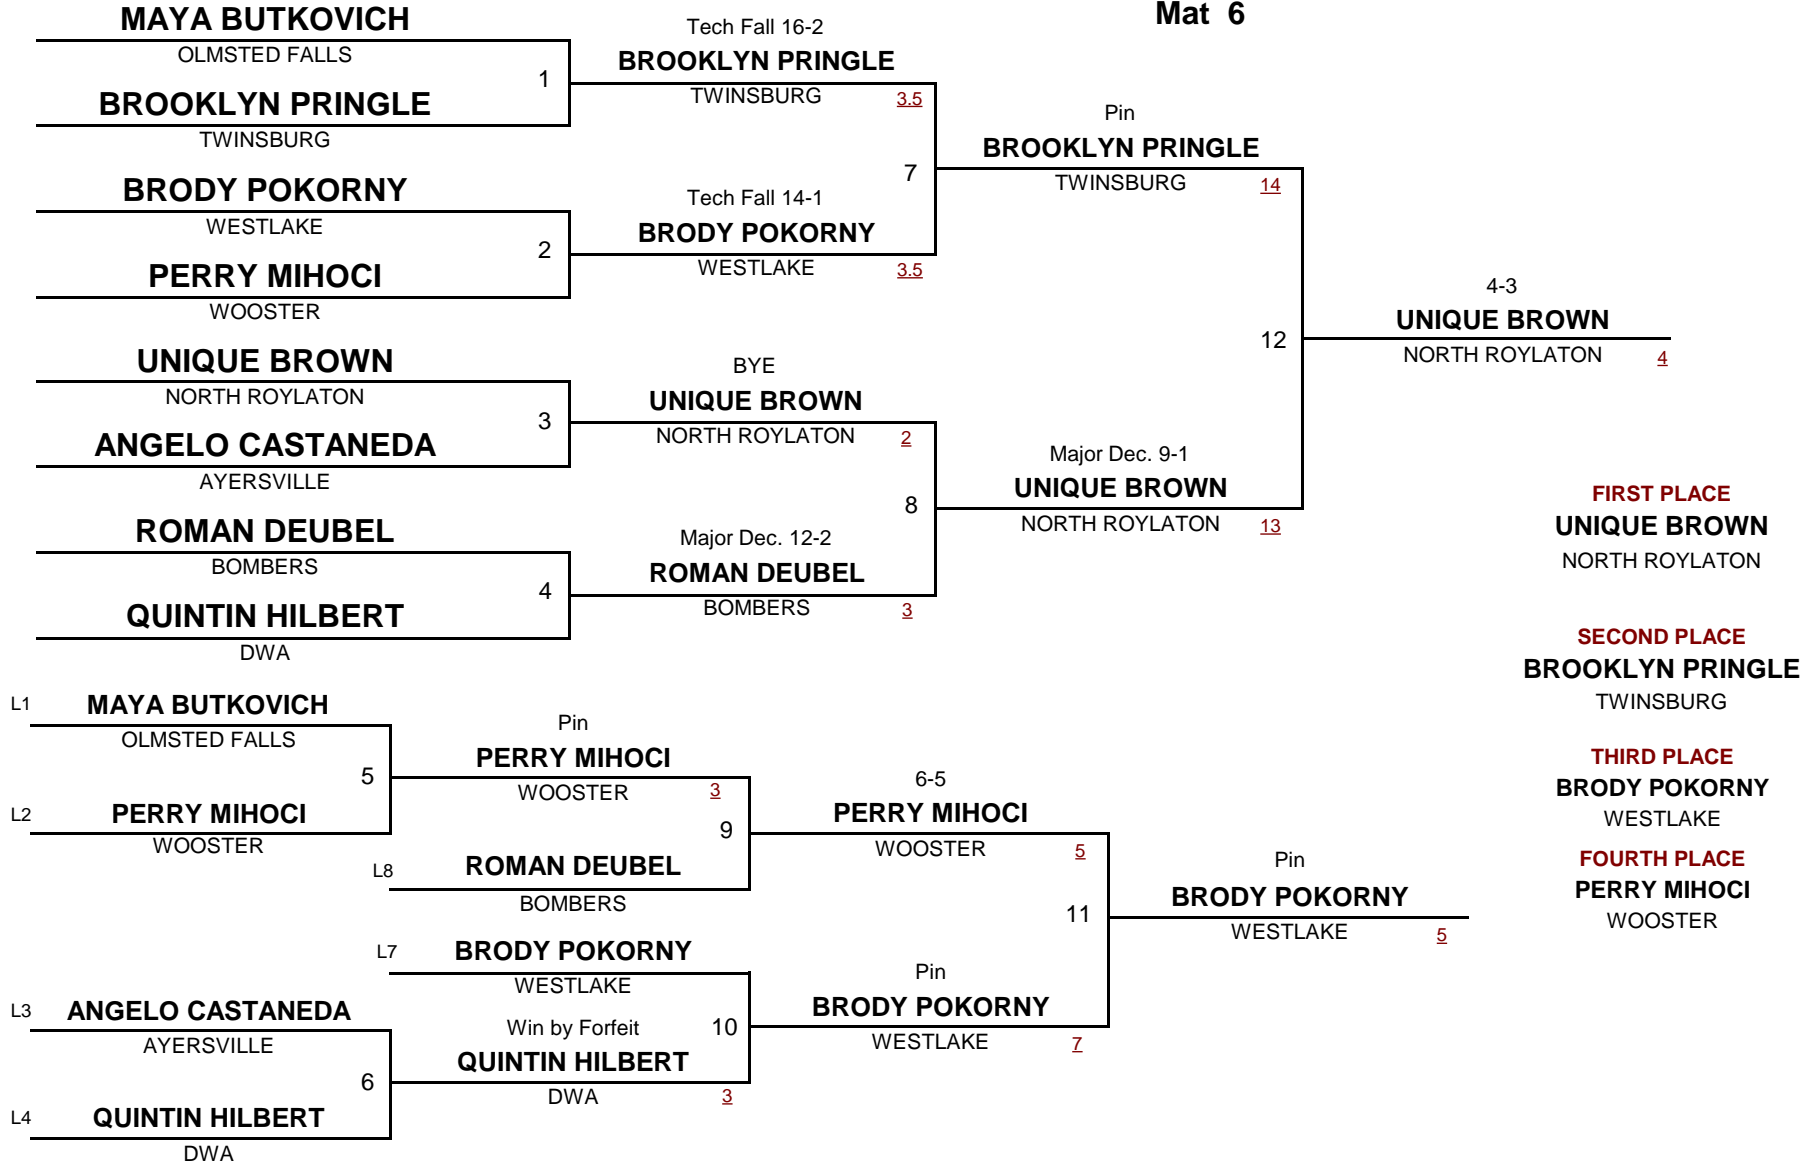 Mat 6
MAYA BUTKOVICH
OLMSTED FALLS
1
BROOKLYN PRINGLE
TWINSBURG
BRODY POKORNY
WESTLAKE
2
PERRY MIHOCI
WOOSTER
UNIQUE BROWN
NORTH ROYLATON
3
ANGELO CASTANEDA
AYERSVILLE
ROMAN DEUBEL
BOMBERS
4
QUINTIN HILBERT
DWA
Tech Fall 16-2
BROOKLYN PRINGLE
TWINSBURG 3.5
7
Tech Fall 14-1
BRODY POKORNY
WESTLAKE 3.5
BYE
UNIQUE BROWN
NORTH ROYLATON 2
8
Major Dec. 12-2
ROMAN DEUBEL
BOMBERS 3
Pin
BROOKLYN PRINGLE
TWINSBURG 14
12
Major Dec. 9-1
UNIQUE BROWN
NORTH ROYLATON 13
4-3
UNIQUE BROWN
NORTH ROYLATON 4
FIRST PLACE
UNIQUE BROWN
NORTH ROYLATON
SECOND PLACE
BROOKLYN PRINGLE
TWINSBURG
THIRD PLACE
BRODY POKORNY
WESTLAKE
FOURTH PLACE
PERRY MIHOCI
WOOSTER
L1 MAYA BUTKOVICH
OLMSTED FALLS
5
L2 PERRY MIHOCI
WOOSTER
Pin
PERRY MIHOCI
WOOSTER 3
9
L8 ROMAN DEUBEL
BOMBERS
L7 BRODY POKORNY
WESTLAKE
10
L3 ANGELO CASTANEDA
AYERSVILLE
6
L4 QUINTIN HILBERT
DWA
Win by Forfeit
QUINTIN HILBERT
DWA 3
6-5
PERRY MIHOCI
WOOSTER 5
11
Pin
BRODY POKORNY
WESTLAKE 7
Pin
BRODY POKORNY
WESTLAKE 5